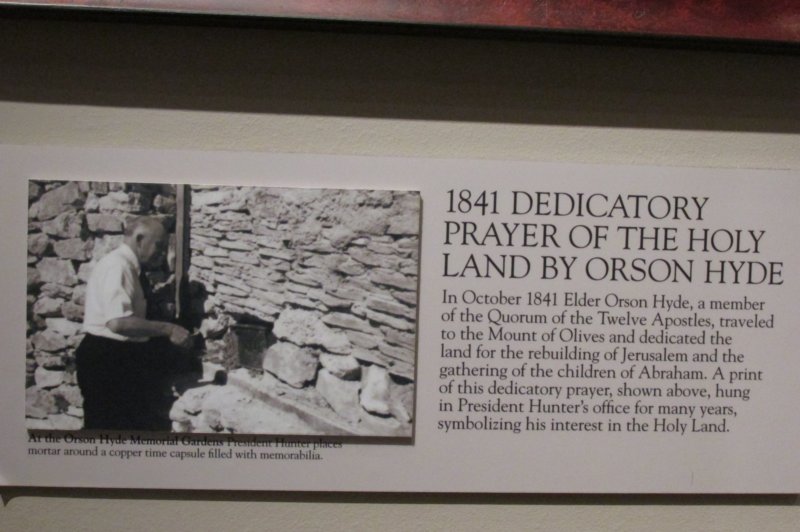 1841 DEDICATORY
PRAYER OF THE HOLY
LAND BY ORSON HYDE
In October 1841 Elder Orson Hyde, a member
of the Quorum of the Twelve Apostles, traveled
to the Mount of Olives and dedicated the
land for the rebuilding of Jerusalem and the
gathering of the children of Abraham. A print
of this dedicatory prayer, shown above, hung
in President Hunter's office for many years,
symbolizing his interest in the Holy Land.
At the Orson Hyde Memorial Gardens President Hunter places
mortar around a copper time capsule filled with memorabilia.